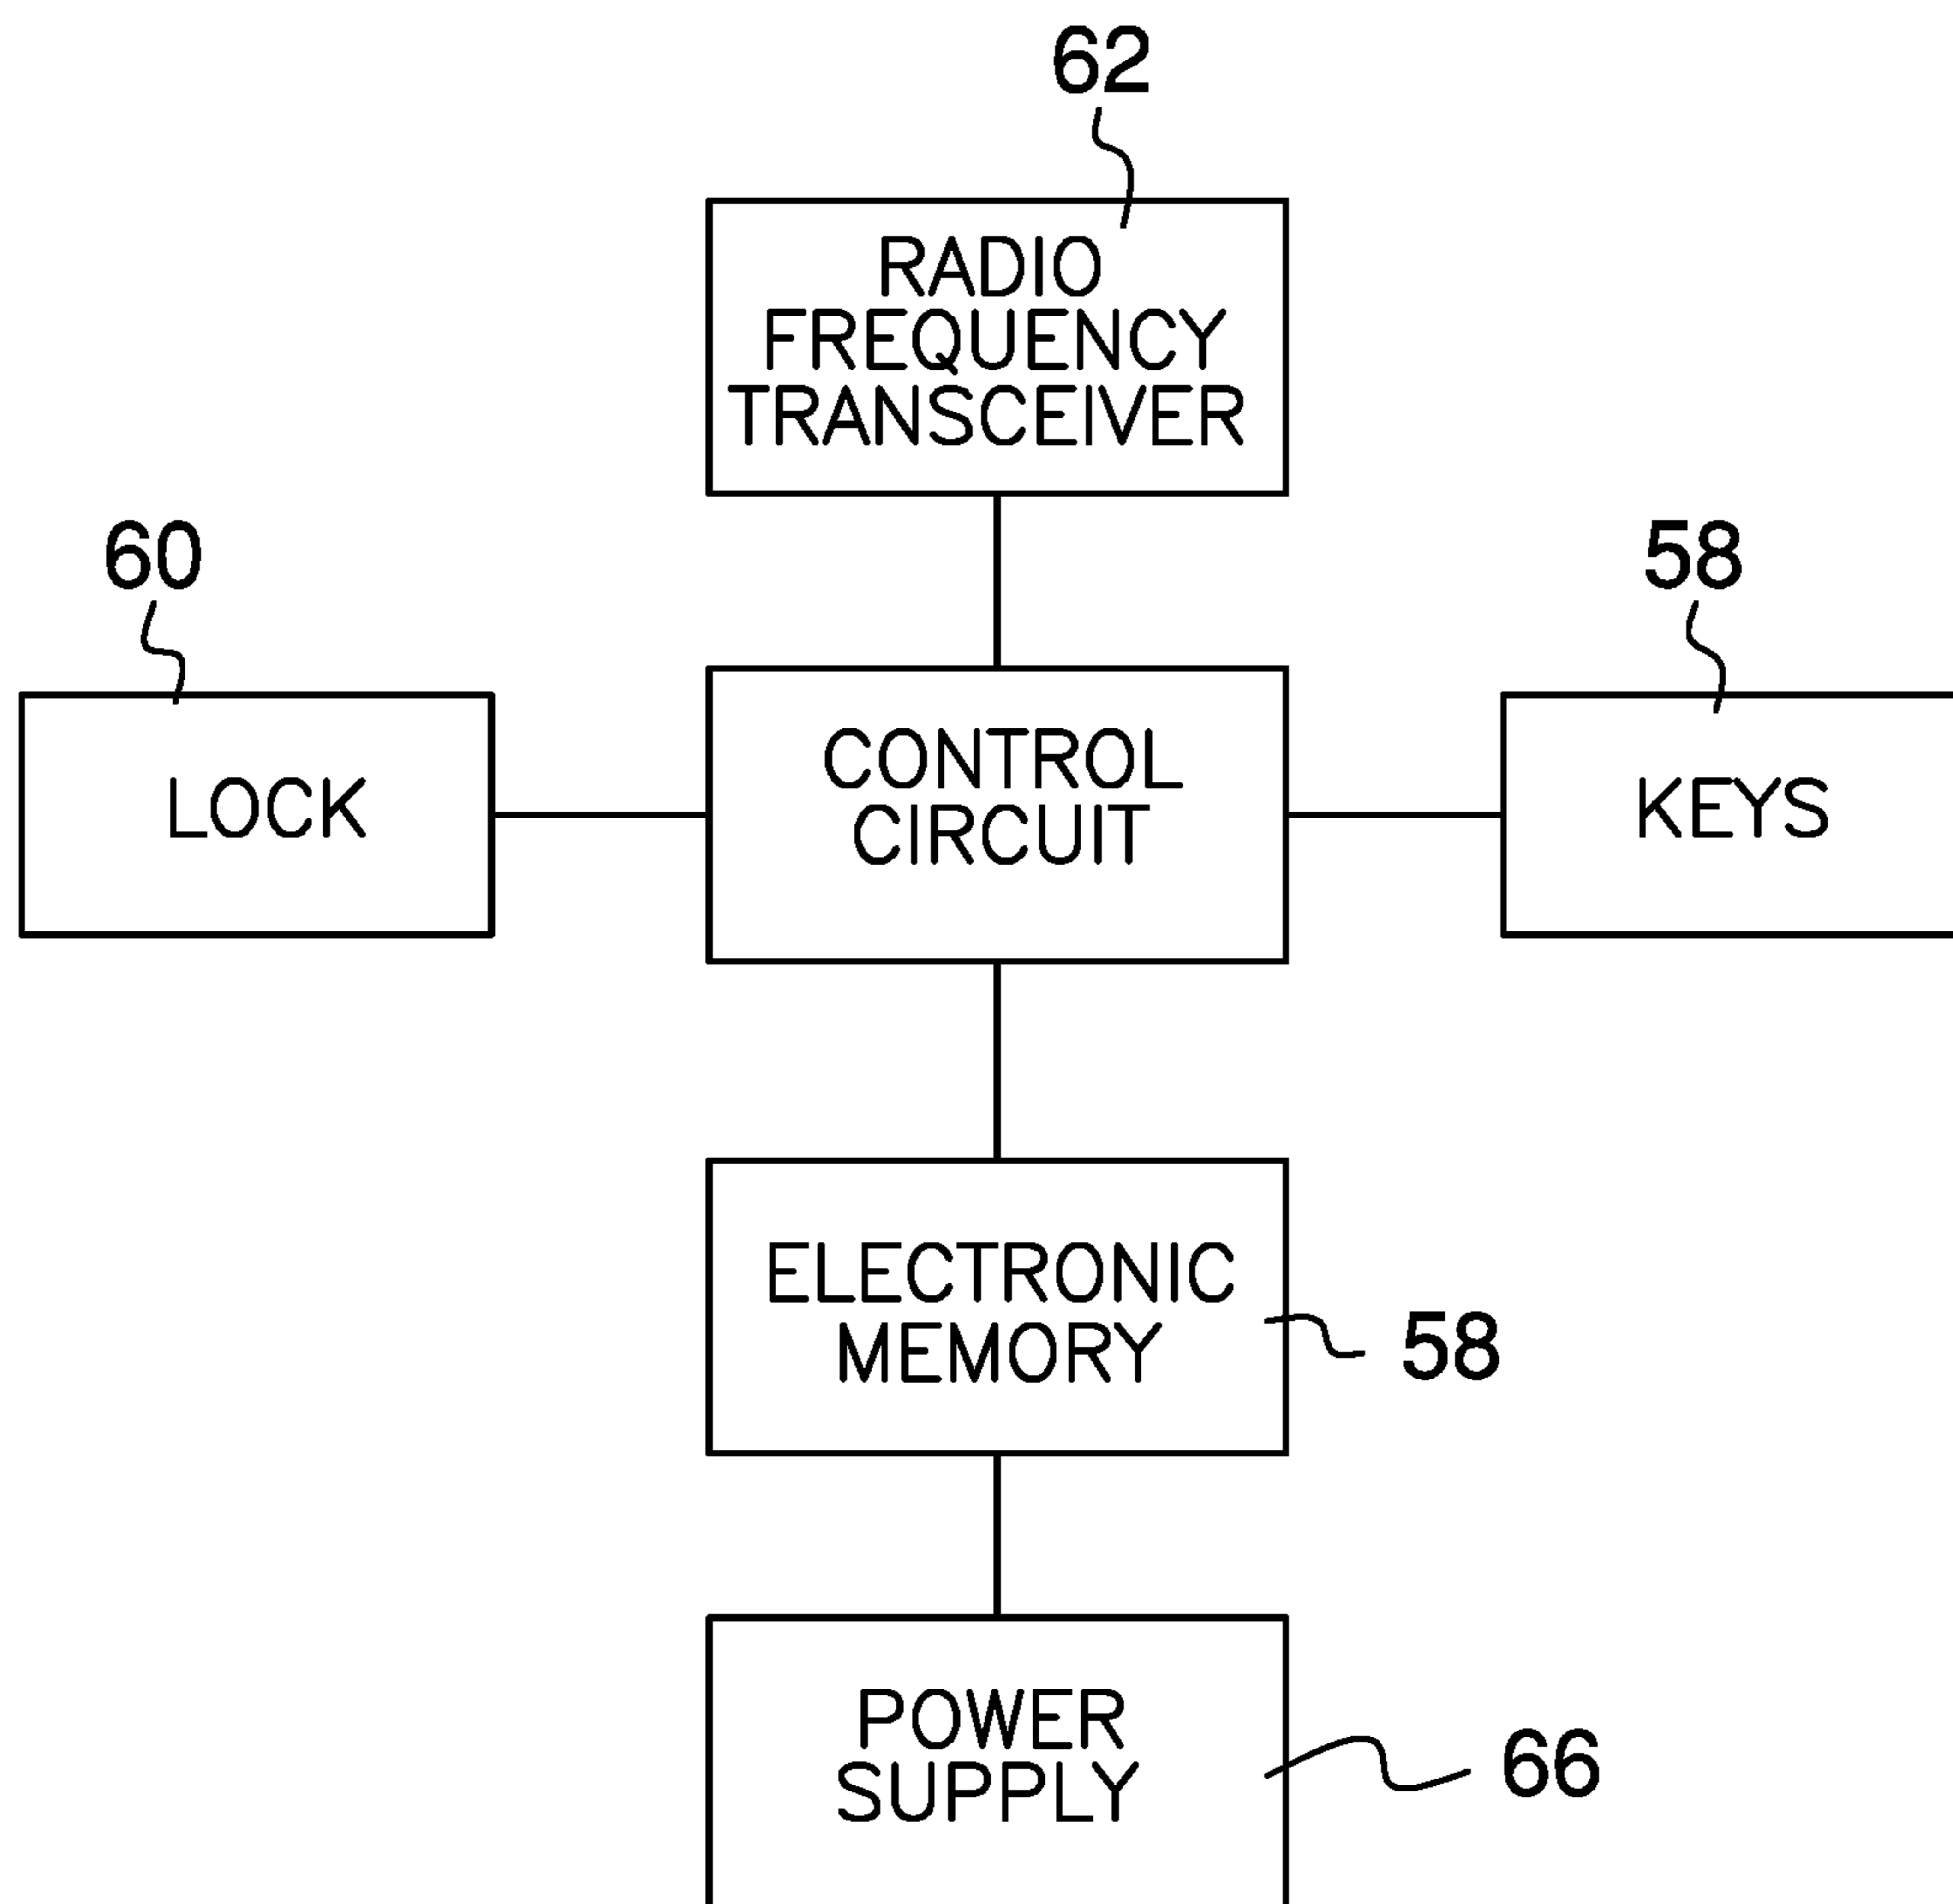 62
RADIO
FREQUENCY
TRANSCEIVER
60
58
LOCK
CONTROL
CIRCUIT
KEYS
ELECTRONIC
MEMORY
58
POWER
SUPPLY
66